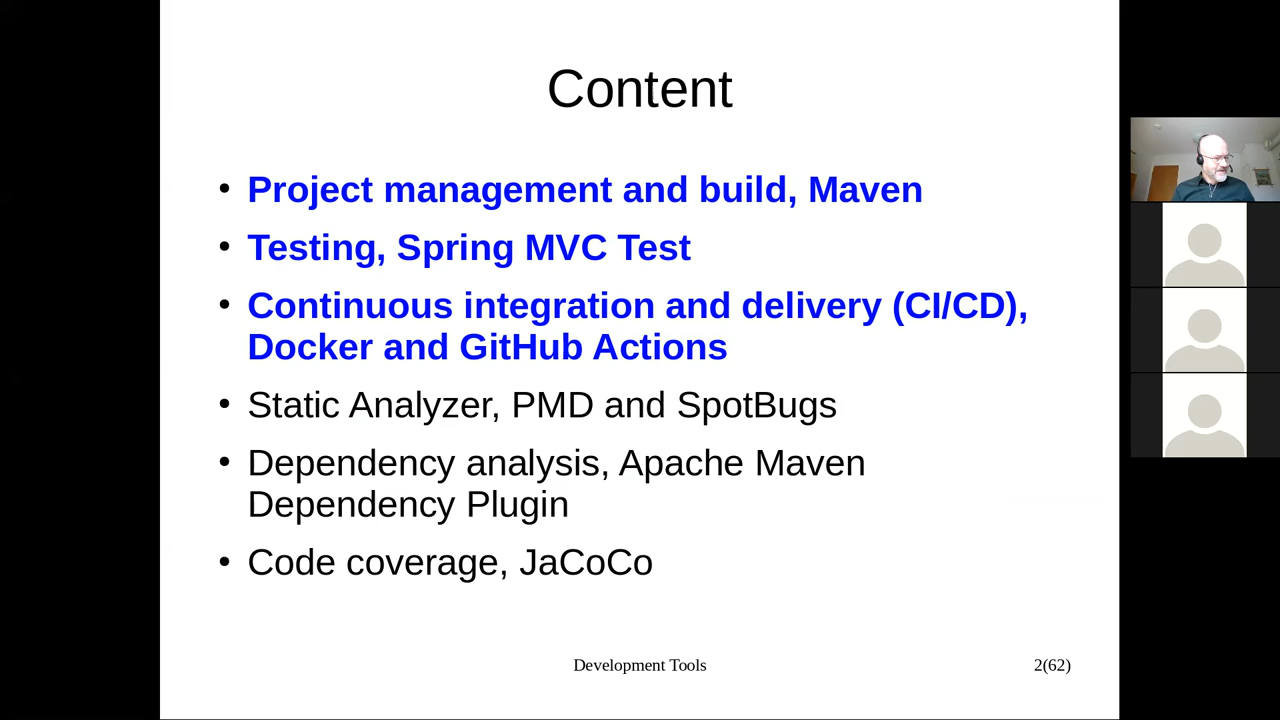 Content
• Project management and build, Maven
• Testing, Spring MVC Test
• Continuous integration and delivery (CI/CD),
Docker and GitHub Actions
• Static Analyzer, PMD and SpotBugs
• Dependency analysis, Apache Maven
Dependency Plugin
• Code coverage, JaCoCo
Development Tools
2(62)